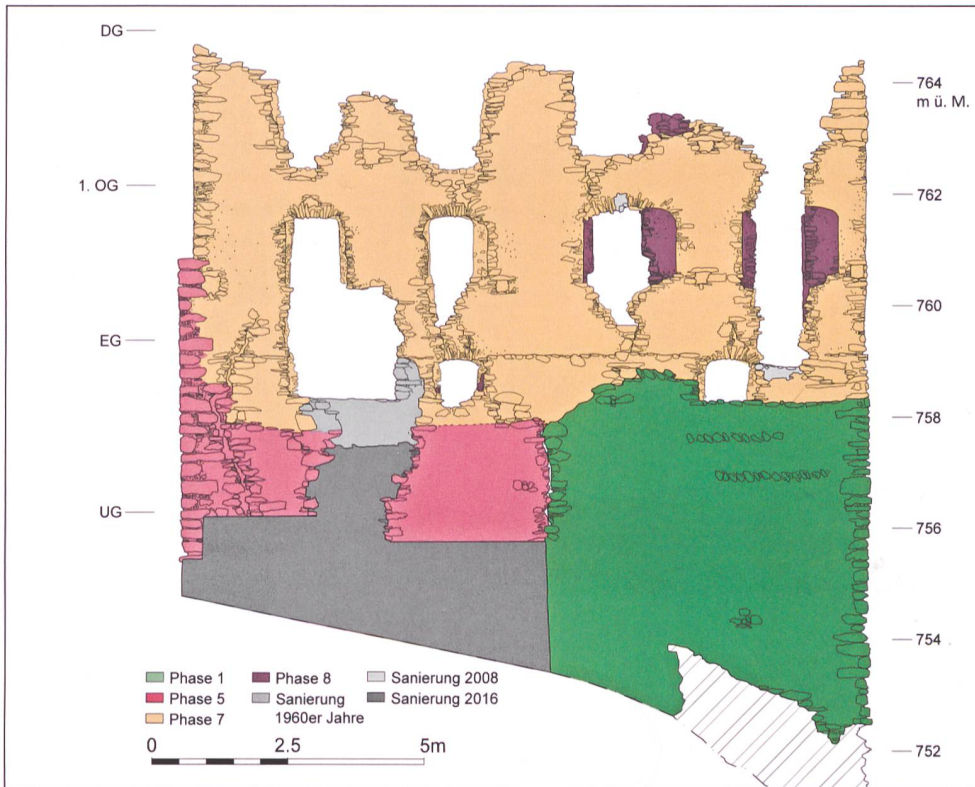 DG
764
m ü. M.
1. OG
762
760
EG
758
UG
756
754
Phase 1 Phase 8 Sanierung 2008
Phase 5 Sanierung Sanierung 2016
Phase 7 1960er Jahre
752
0 2.5 5m